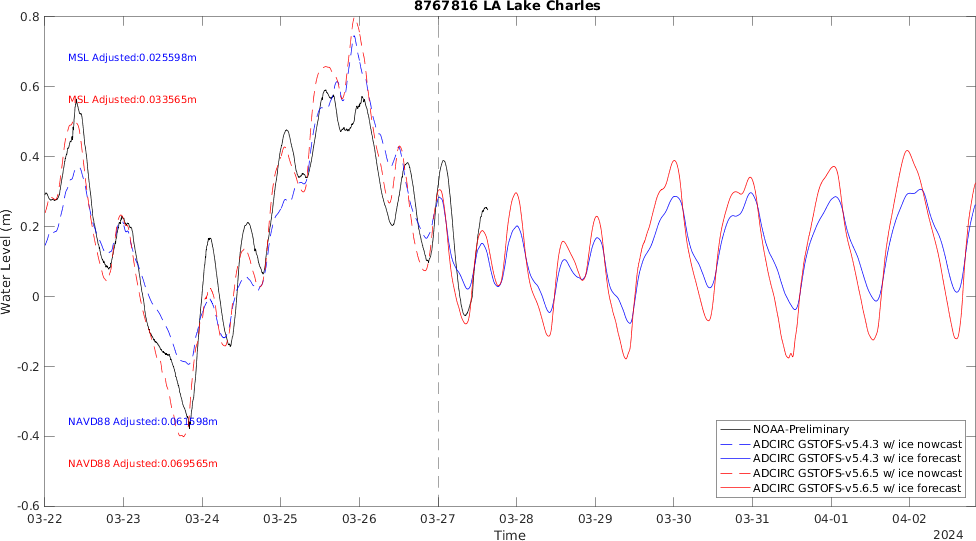 8767816 LA Lake Charles
0.8
MSL Adjusted:0.025598m
0.6
MSL Adjusted:0.033565m
0.4
0.2
Water Level (m)
0
-0.2
NAVD88 Adjusted:0.061598m
-0.4
NAVD88 Adjusted:0.069565m
-0.6
NOAA-Preliminary
ADCIRC GSTOFS-v5.4.3 w/ ice nowcast
ADCIRC GSTOFS-v5.4.3 w/ ice forecast
ADCIRC GSTOFS-v5.6.5 w/ ice nowcast
ADCIRC GSTOFS-v5.6.5 w/ ice forecast
03-22 03-23 03-24 03-25 03-26 03-27 03-28 03-29 03-30 03-31 04-01 04-02
Time
2024